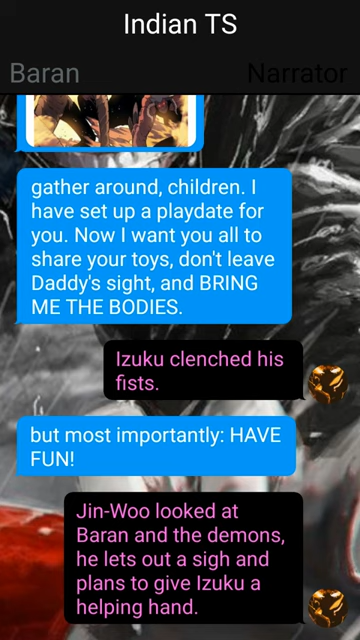 Indian TS
Baran
Narrator
gather around, children. I
have set up a playdate for
you. Now I want you all to
share your toys, don't leave
Daddy's sight, and BRING
ME THE BODIES.
Izuku clenched his
fists.
but most importantly: HAVE
FUN!
Jin-Woo looked at
Baran and the demons,
he lets out a sigh and
plans to give Izuku a
helping hand.